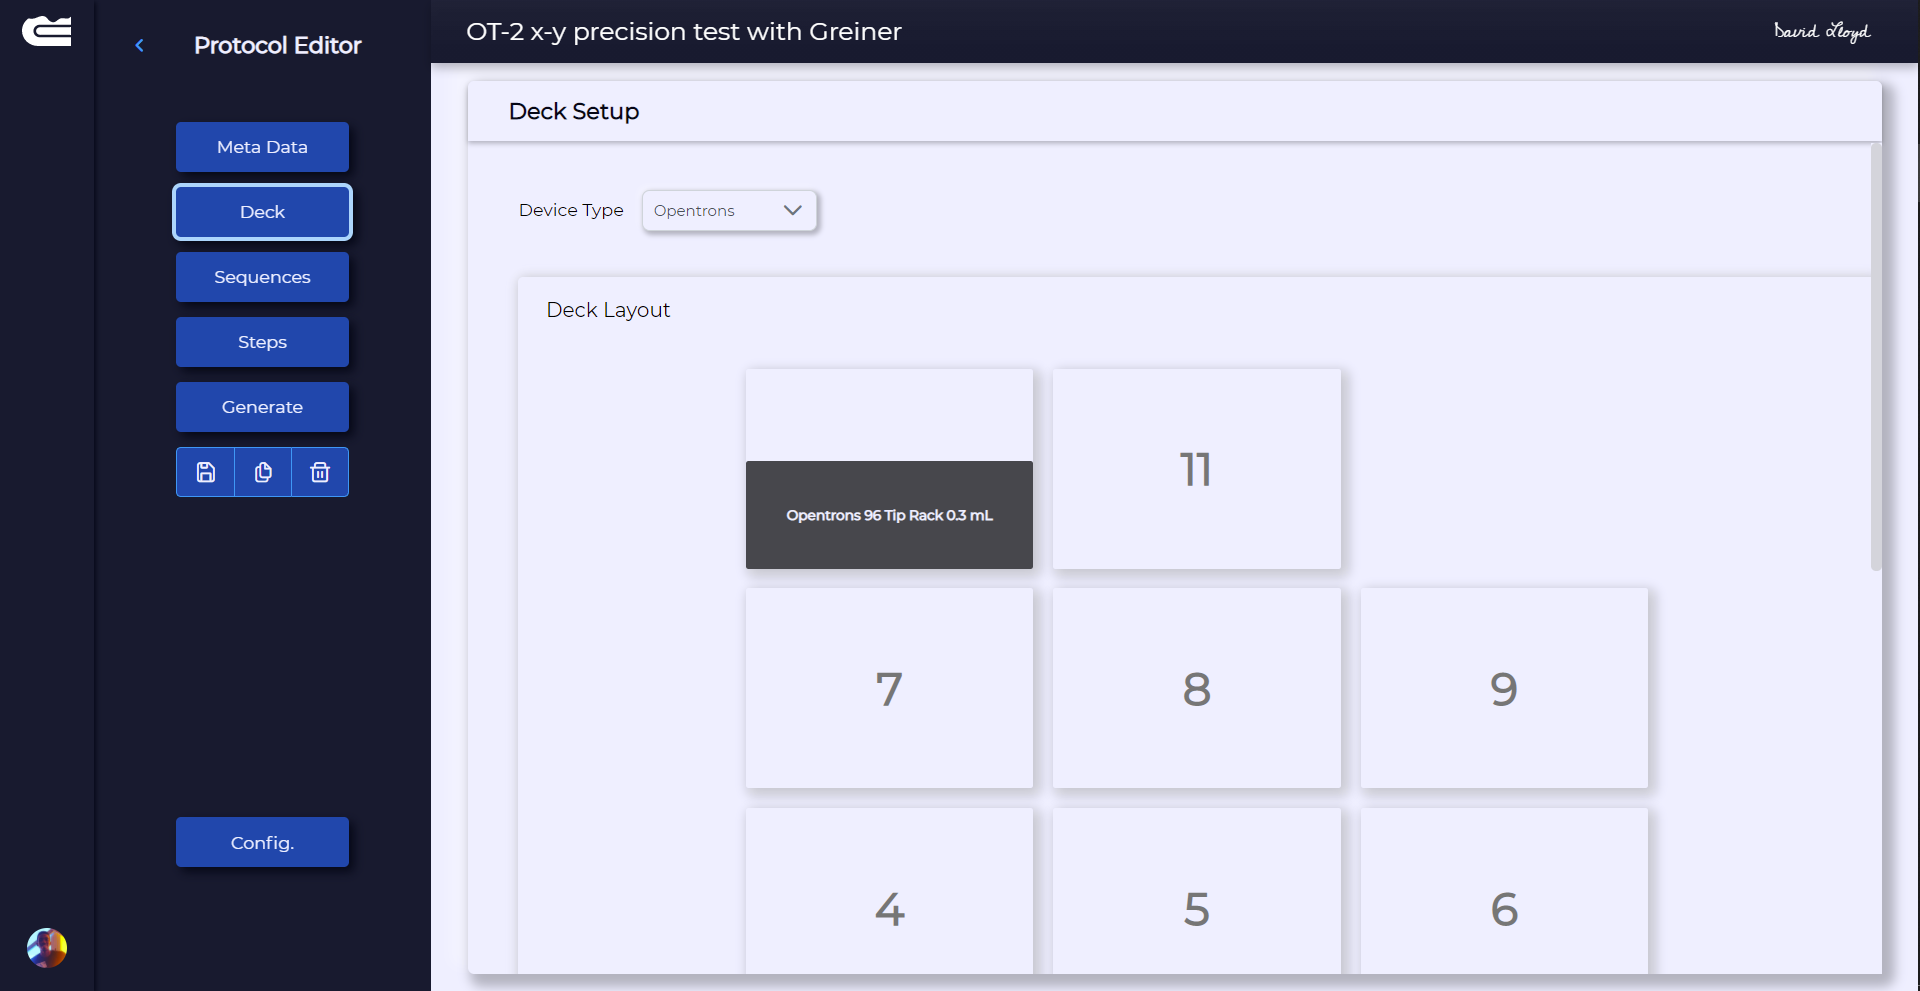 Protocol Editor
OT-2 x-y precision test with Greiner
David Lloyd
Meta Data
Deck
Sequences
Steps
Generate
Config.
Deck Setup
Device Type
Opentrons
Deck Layout
Opentrons 96 Tip Rack 0.3 mL
11
7
8
9
4
5
6